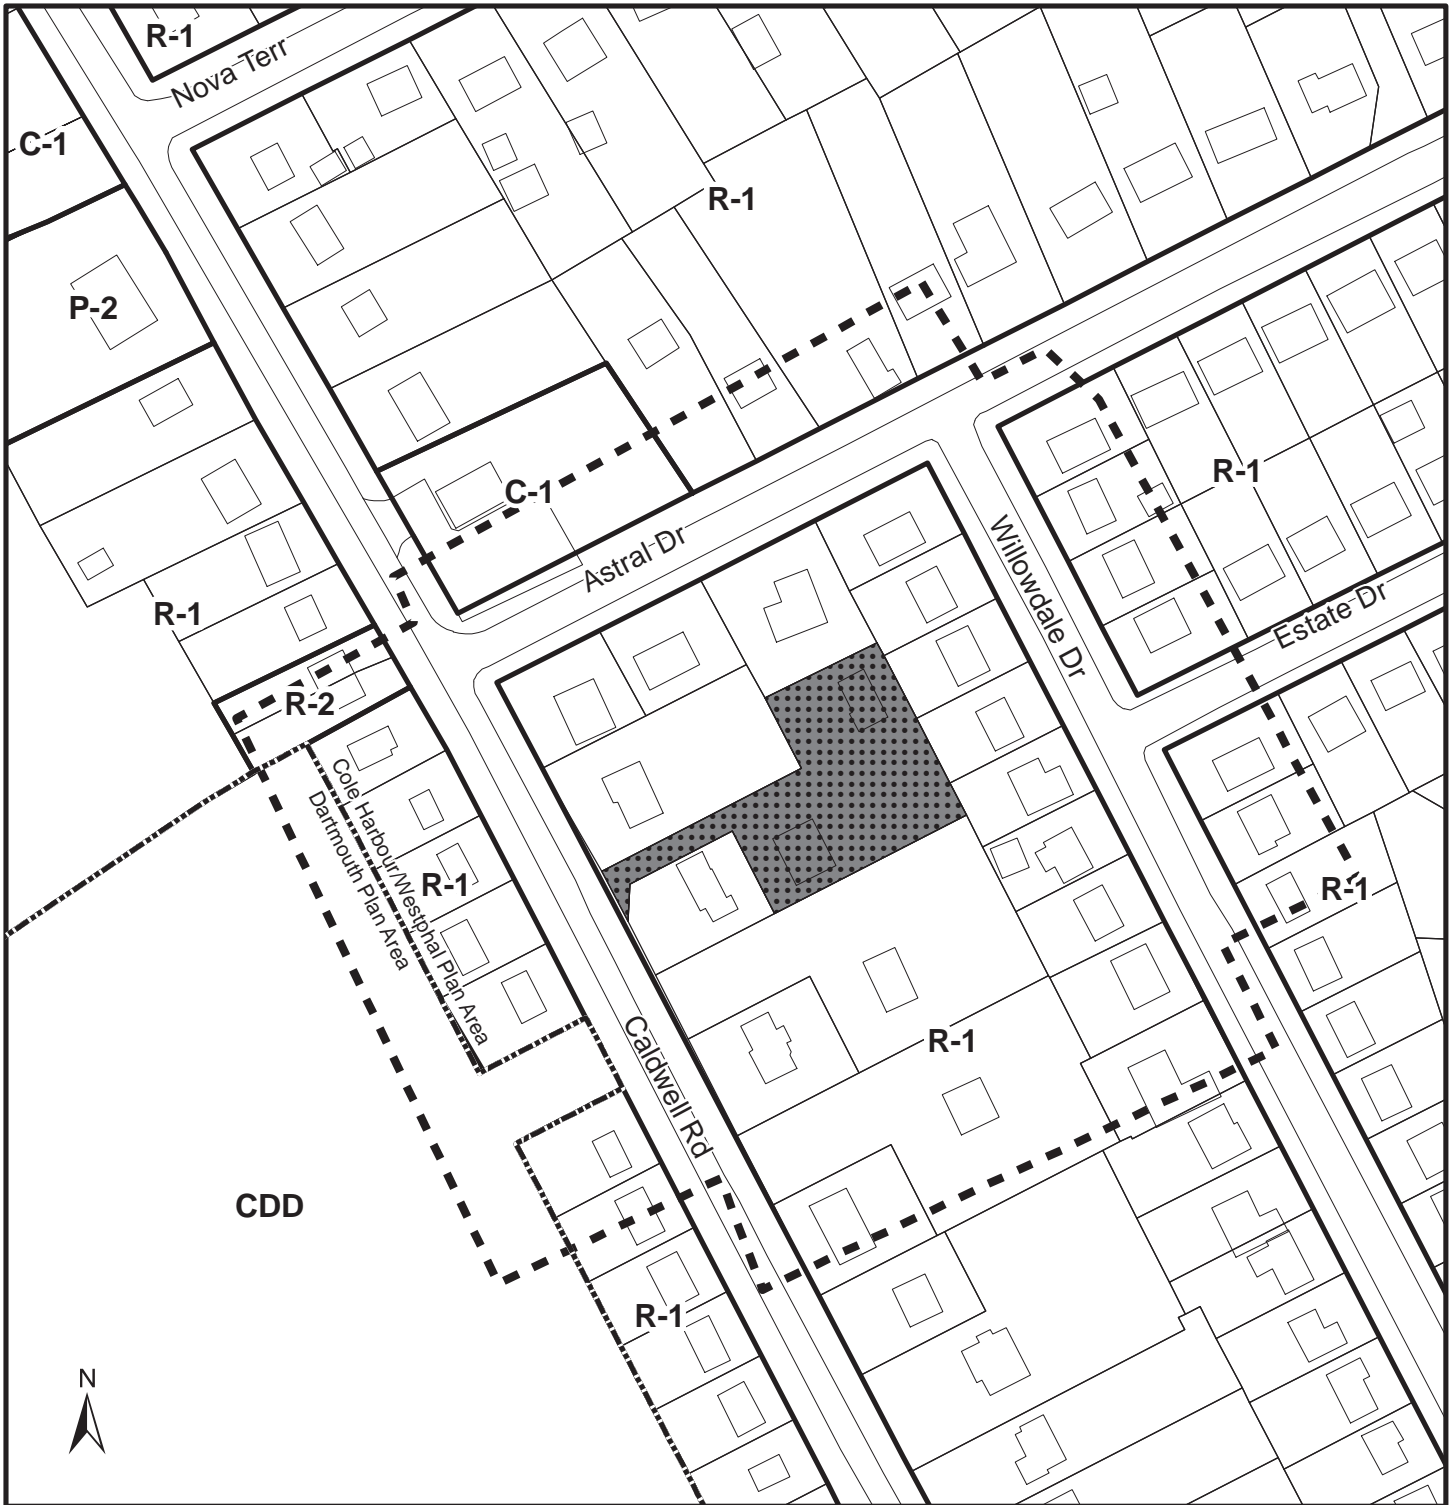 R-1
Nova Terr
C-1
R-1
P-2
R-1
C-1
Astral Dr
Willowdale Dr
Estate Dr
R-1
R-2
Cole Harbour/Westphal Plan Area
Dartmouth Plan Area
R-1
R-1
Caldwell Rd
R-1
CDD
R-1
N